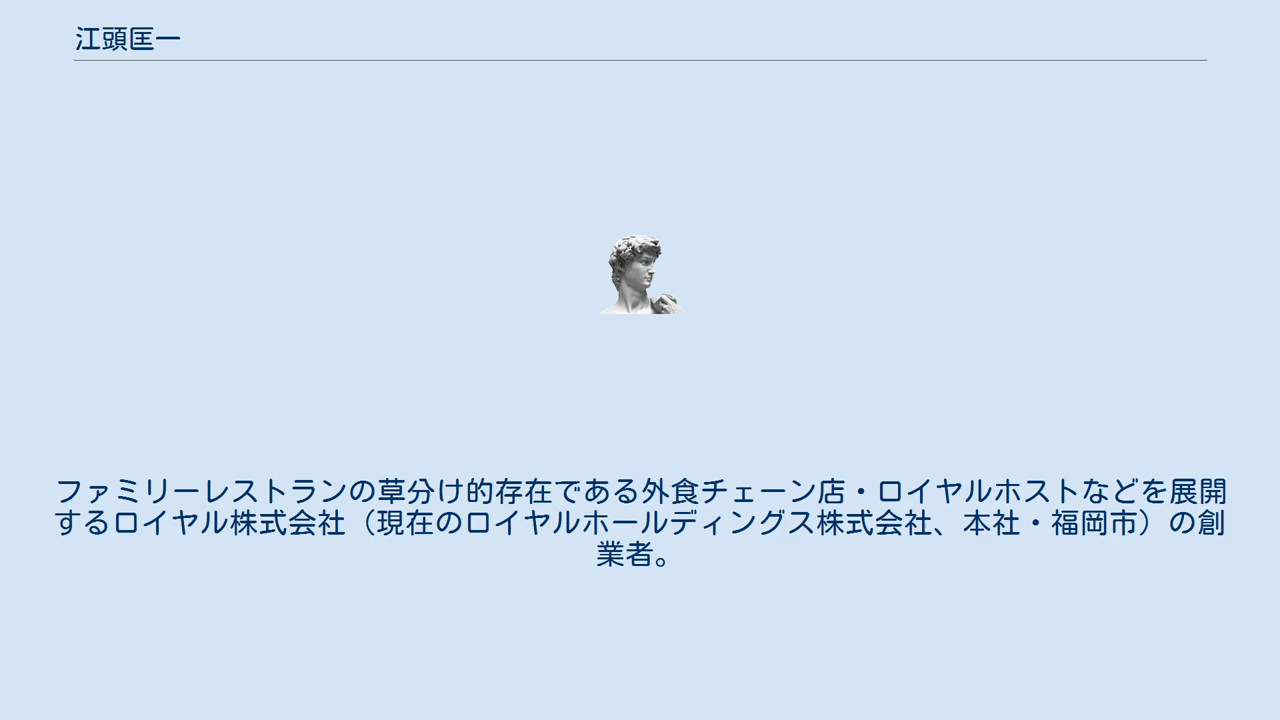 江頭匡一
ファミリーレストランの草分け的存在である外食チェーン店・ロイヤルホストなどを展開
するロイヤル株式会社（現在のロイヤルホールディングス株式会社、本社・福岡市）の創
業者。